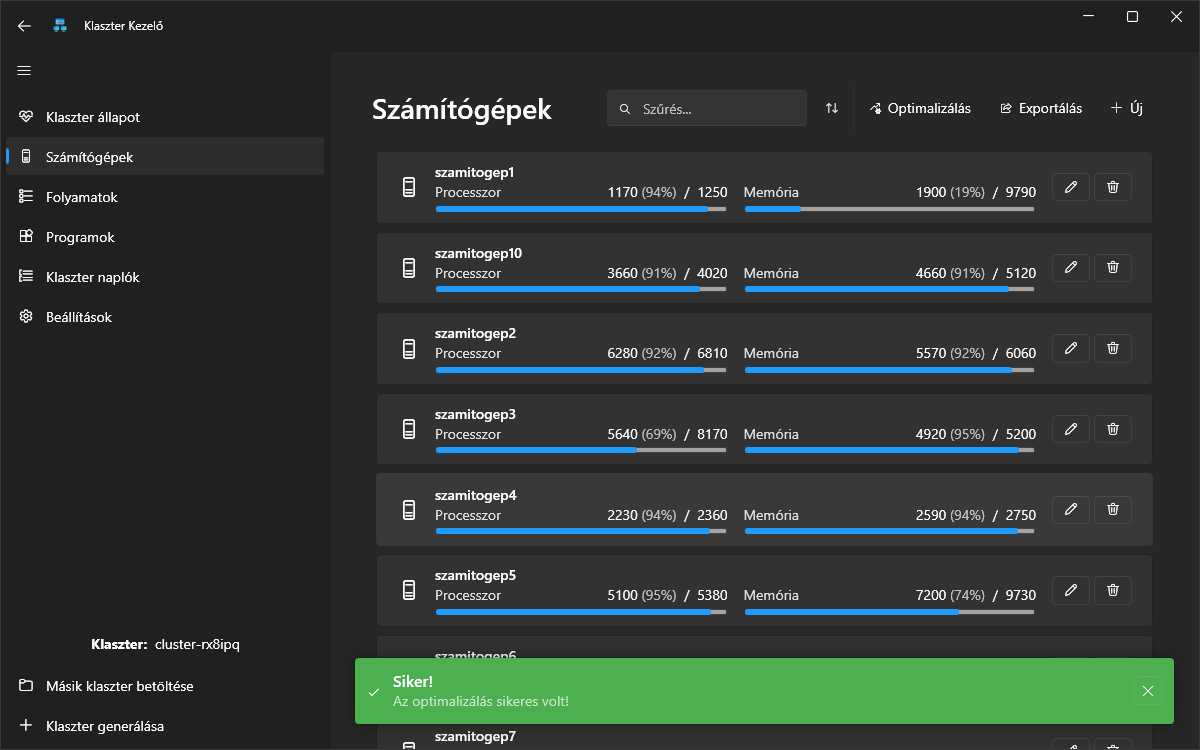 Klaszter Kezelő
Klaszter állapot
Számítógépek
Folyamatok
Programok
Klaszter naplók
Beállítások
Klaszter: cluster-rx8ipq
Másik klaszter betöltése
Klaszter generálása
Számítógépek
Szűrés...
Optimalizálás
Exportálás
Új
szamitogep1
Processzor 1170 (94%) / 1250 Memória 1900 (19%) / 9790
szamitogep10
Processzor 3660 (91%) / 4020 Memória 4660 (91%) / 5120
szamitogep2
Processzor 6280 (92%) / 6810 Memória 5570 (92%) / 6060
szamitogep3
Processzor 5640 (69%) / 8170 Memória 4920 (95%) / 5200
szamitogep4
Processzor 2230 (94%) / 2360 Memória 2590 (94%) / 2750
szamitogep5
Processzor 5100 (95%) / 5380 Memória 7200 (74%) / 9730
szamitogep6
Siker!
Az optimalizálás sikeres volt!
szamitogep7